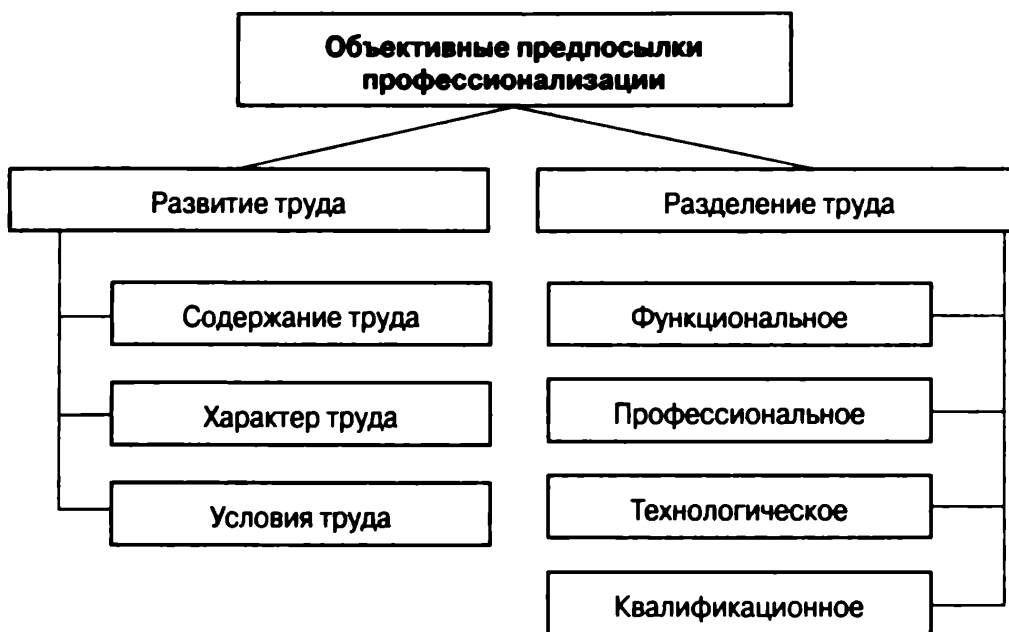 Объективные предпосылки
профессионализации
Развитие труда
Разделение труда
Содержание труда
Функциональное
Характер труда
Профессиональное
Условия труда
Технологическое
Квалификационное